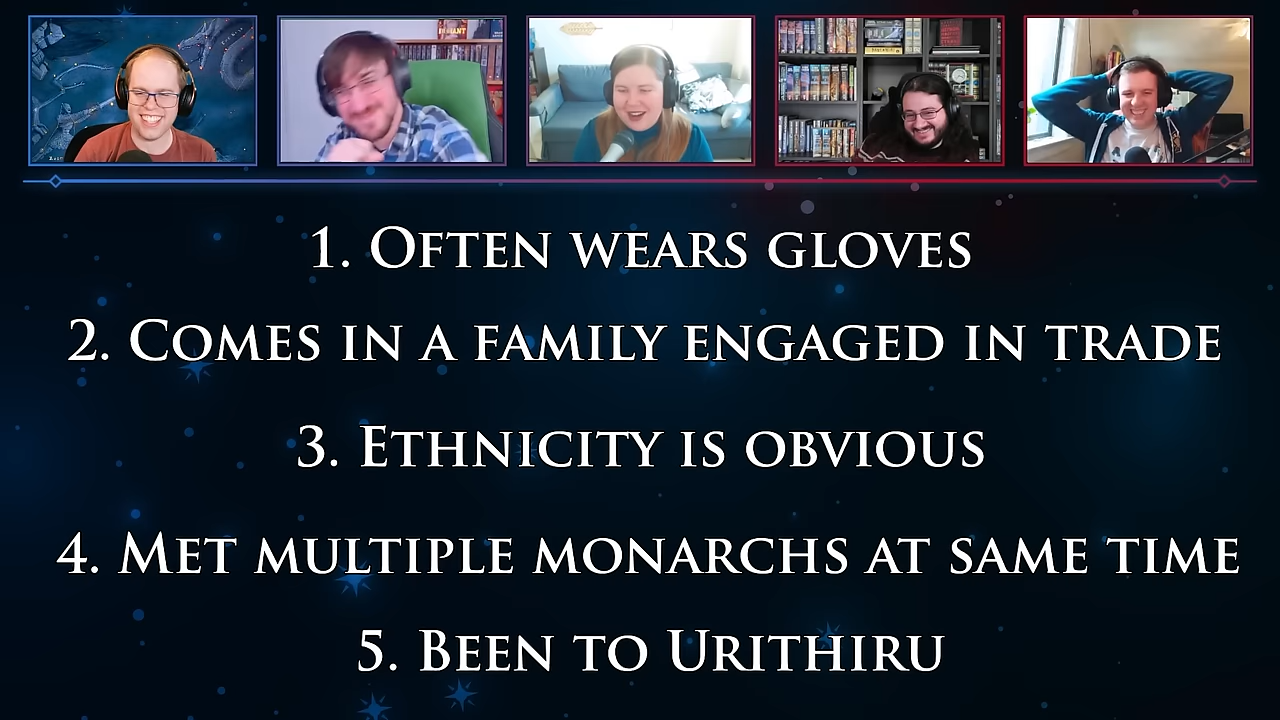 1. Often wears gloves
2. Comes in a family engaged in trade
3. Ethnicity is obvious
4. Met multiple monarchs at same time
5. Been to Urithiru